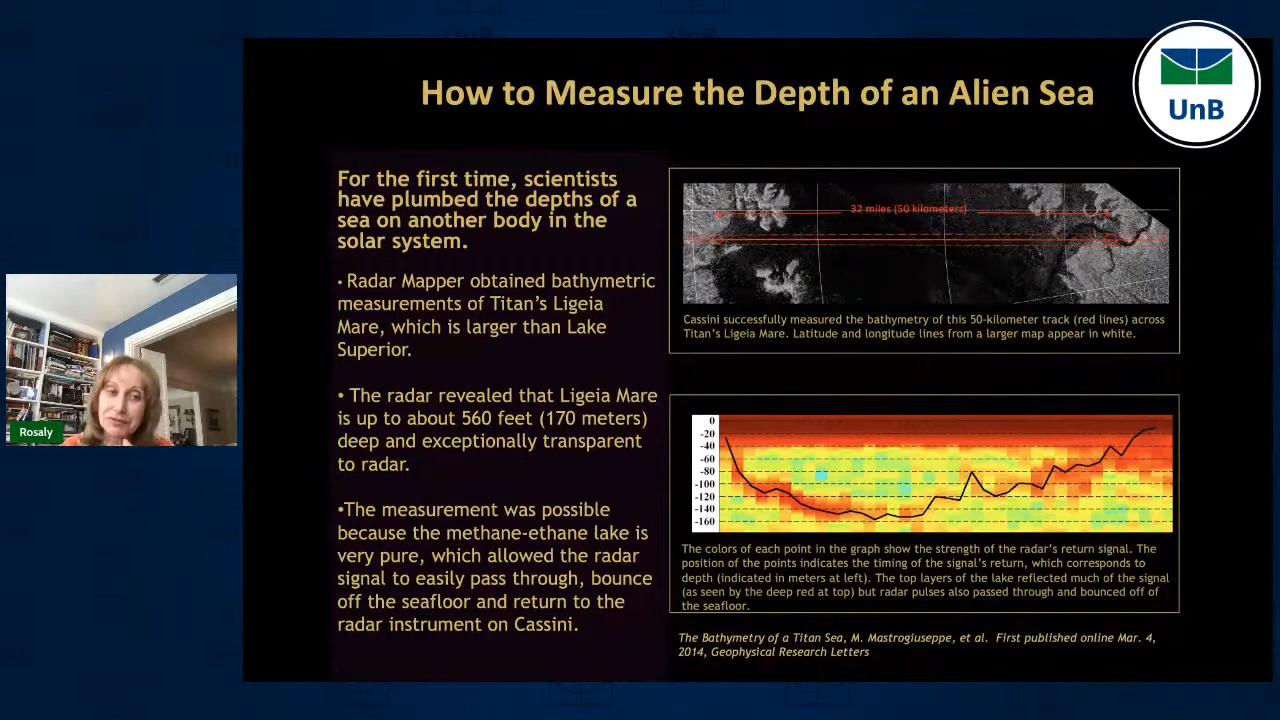 How to Measure the Depth of an Alien Sea
UnB
For the first time, scientists
have plumbed the depths of a
sea on another body in the
solar system.
• Radar Mapper obtained bathymetric
measurements of Titan's Ligeia
Mare, which is larger than Lake
Superior.
• The radar revealed that Ligeia Mare
is up to about 560 feet (170 meters)
deep and exceptionally transparent
to radar.
•The measurement was possible
because the methane-ethane lake is
very pure, which allowed the radar
signal to easily pass through, bounce
off the seafloor and return to the
radar instrument on Cassini.
32 miles (50 kilometers)
Cassini successfully measured the bathymetry of this 50-kilometer track (red lines) across
Titan's Ligeia Mare. Latitude and longitude lines from a larger map appear in white.
0
-20
-40
-60
-80
-100
-120
-140
-160
The colors of each point in the graph show the strength of the radar's return signal. The
position of the points indicates the timing of the signal's return, which corresponds to
depth (indicated in meters at left). The top layers of the lake reflected much of the signal
(as seen by the deep red at top) but radar pulses also passed through and bounced off of
the seafloor.
The Bathymetry of a Titan Sea, M. Mastrogiuseppe, et al. First published online Mar. 4,
2014, Geophysical Research Letters
Rosaly